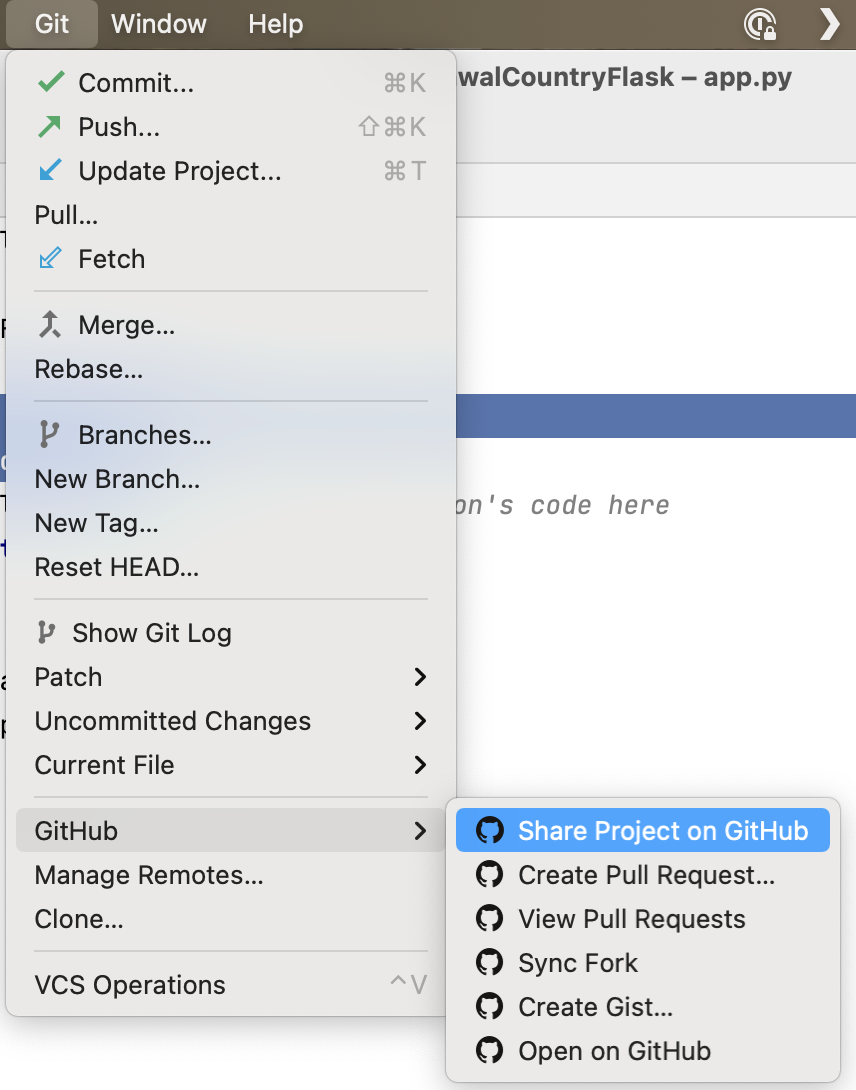 Git Window Help
walCountryFlask – app.py
Commit... ⌘K
Push... ⇧⌘K
Update Project... ⌘T
Pull...
Fetch
Merge...
Rebase...
Branches...
New Branch...
on's code here
New Tag...
Reset HEAD...
Show Git Log
Patch
Uncommitted Changes
Current File
GitHub
Manage Remotes...
Clone...
VCS Operations ^V
Share Project on GitHub
Create Pull Request...
View Pull Requests
Sync Fork
Create Gist...
Open on GitHub